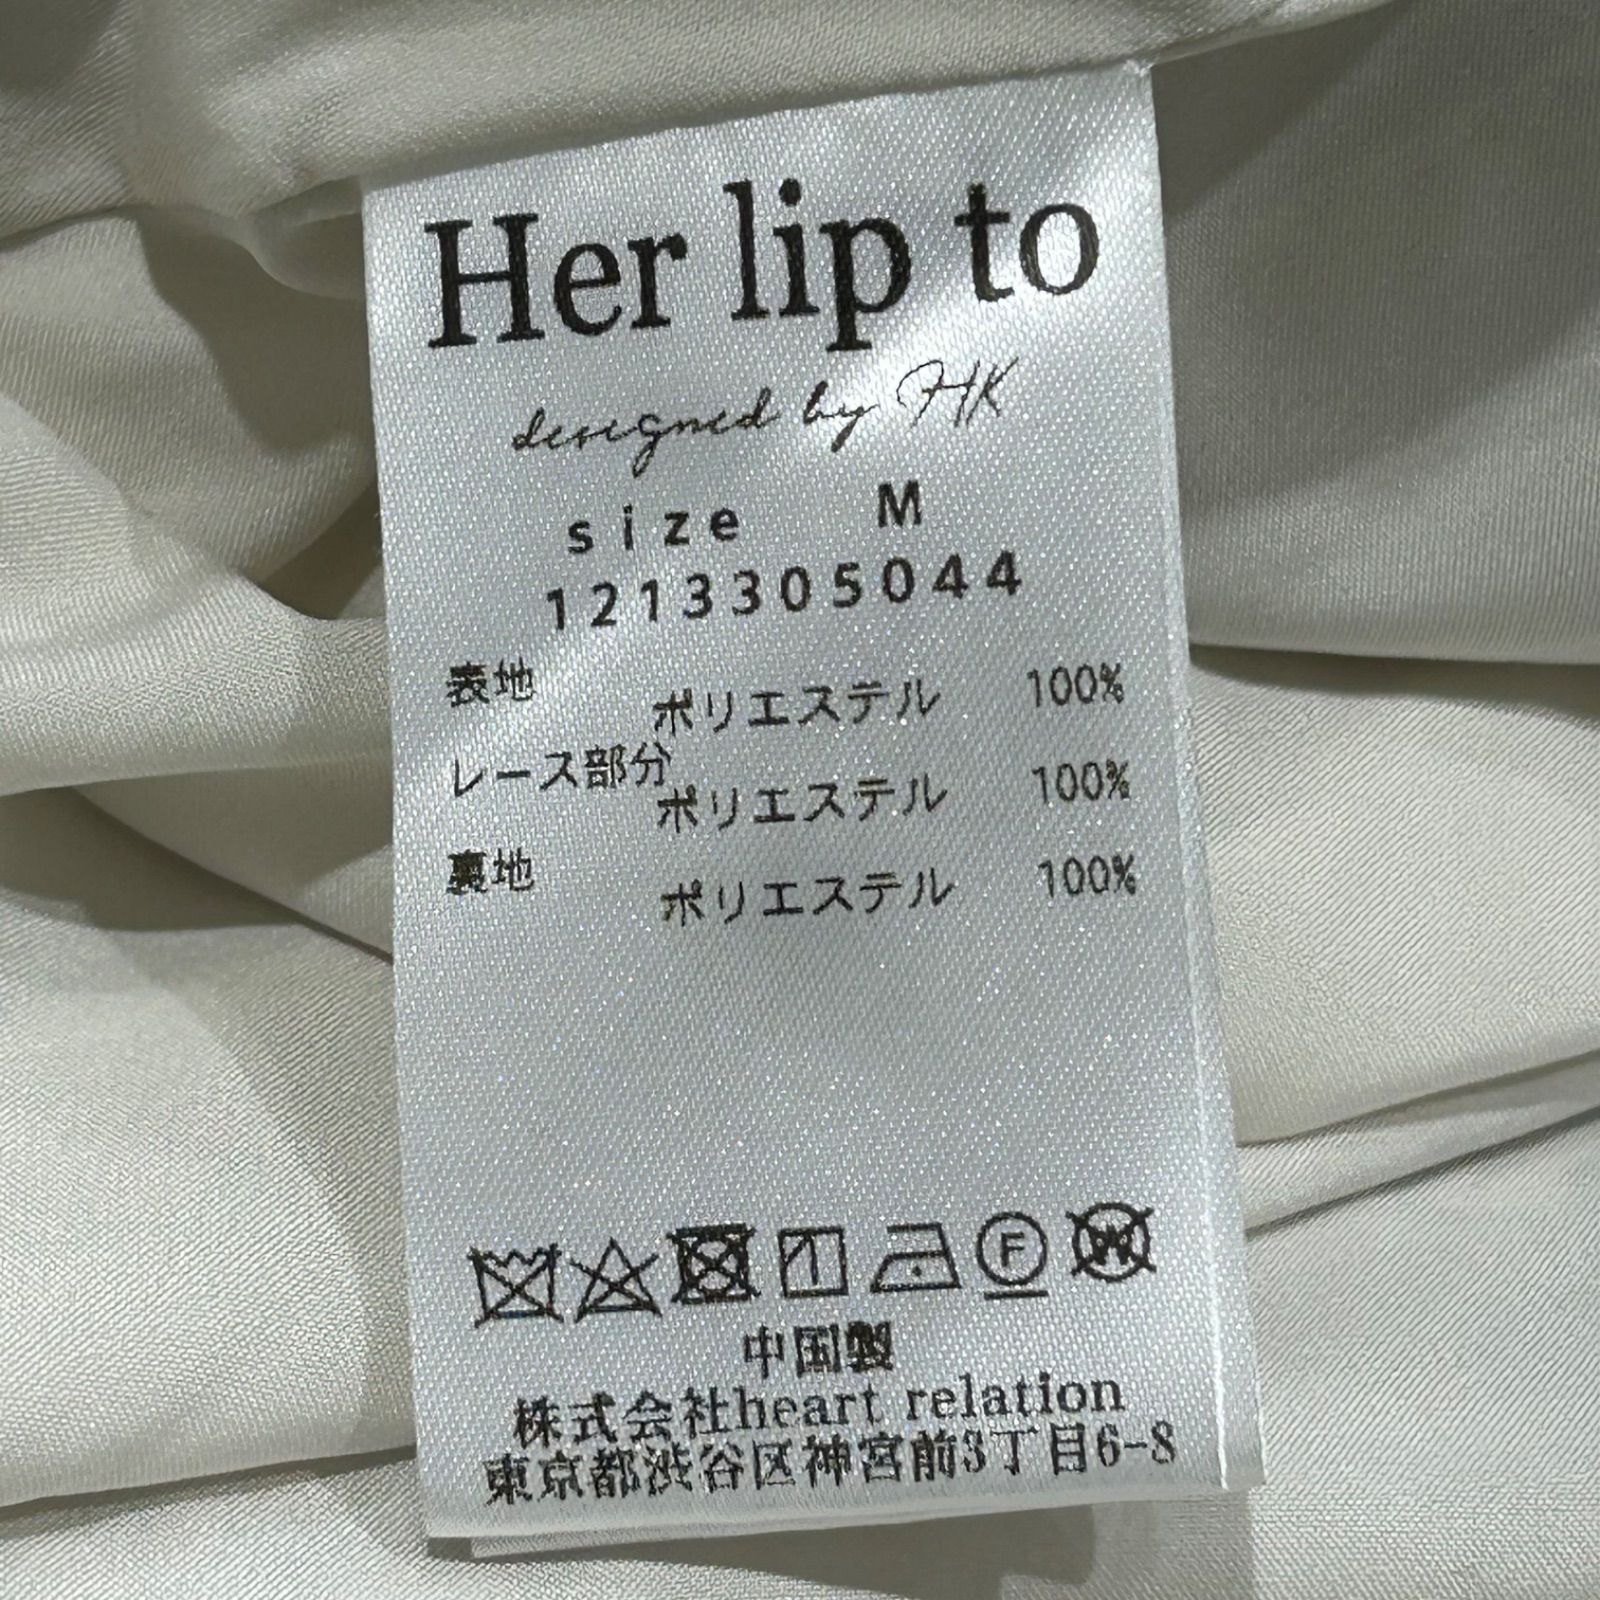 Her lip to
designed by HK
size M
1213305044
表地
ポリエステル 100%
レース部分
ポリエステル 100%
裏地
ポリエステル 100%
F W
中国製
株式会社heart relation
東京都渋谷区神宮前3丁目6-8